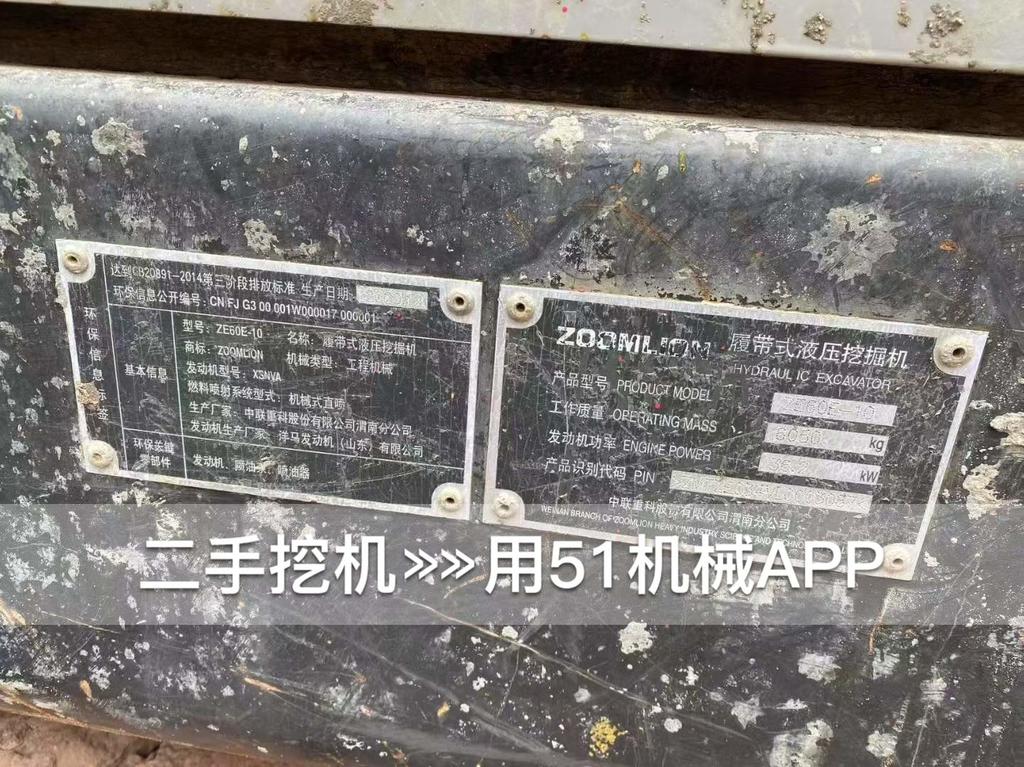 达到GB20891-2014第三阶段排放标准 生产日期:
环保信息公开编号: CN FJ G3 00 001W000017 000001
环保信息标签
基本信息
型号: ZE60E-10 名称: 履带式液压挖掘机
商标: ZOOMLION 机械类型: 工程机械
发动机型号: XSNVA
燃料喷射系统型式: 机械式直喷
生产厂家: 中联重科股份有限公司渭南分公司
发动机生产厂家: 洋马发动机(山东)有限公司
环保关键零部件
发动机、 喷油泵、喷油器
ZOOMLION 履带式液压挖掘机
HYDRAULIC EXCAVATOR
产品型号 PRODUCT MODEL ZE60E-10
工作质量 OPERATING MASS 6050 kg
发动机功率 ENGINE POWER kW
产品识别代码 PIN
中联重科股份有限公司渭南分公司
WEINAN BRANCH OF ZOOMLION HEAVY INDUSTRY SCIENCE AND TECHNO
二手挖机»»用51机械APP